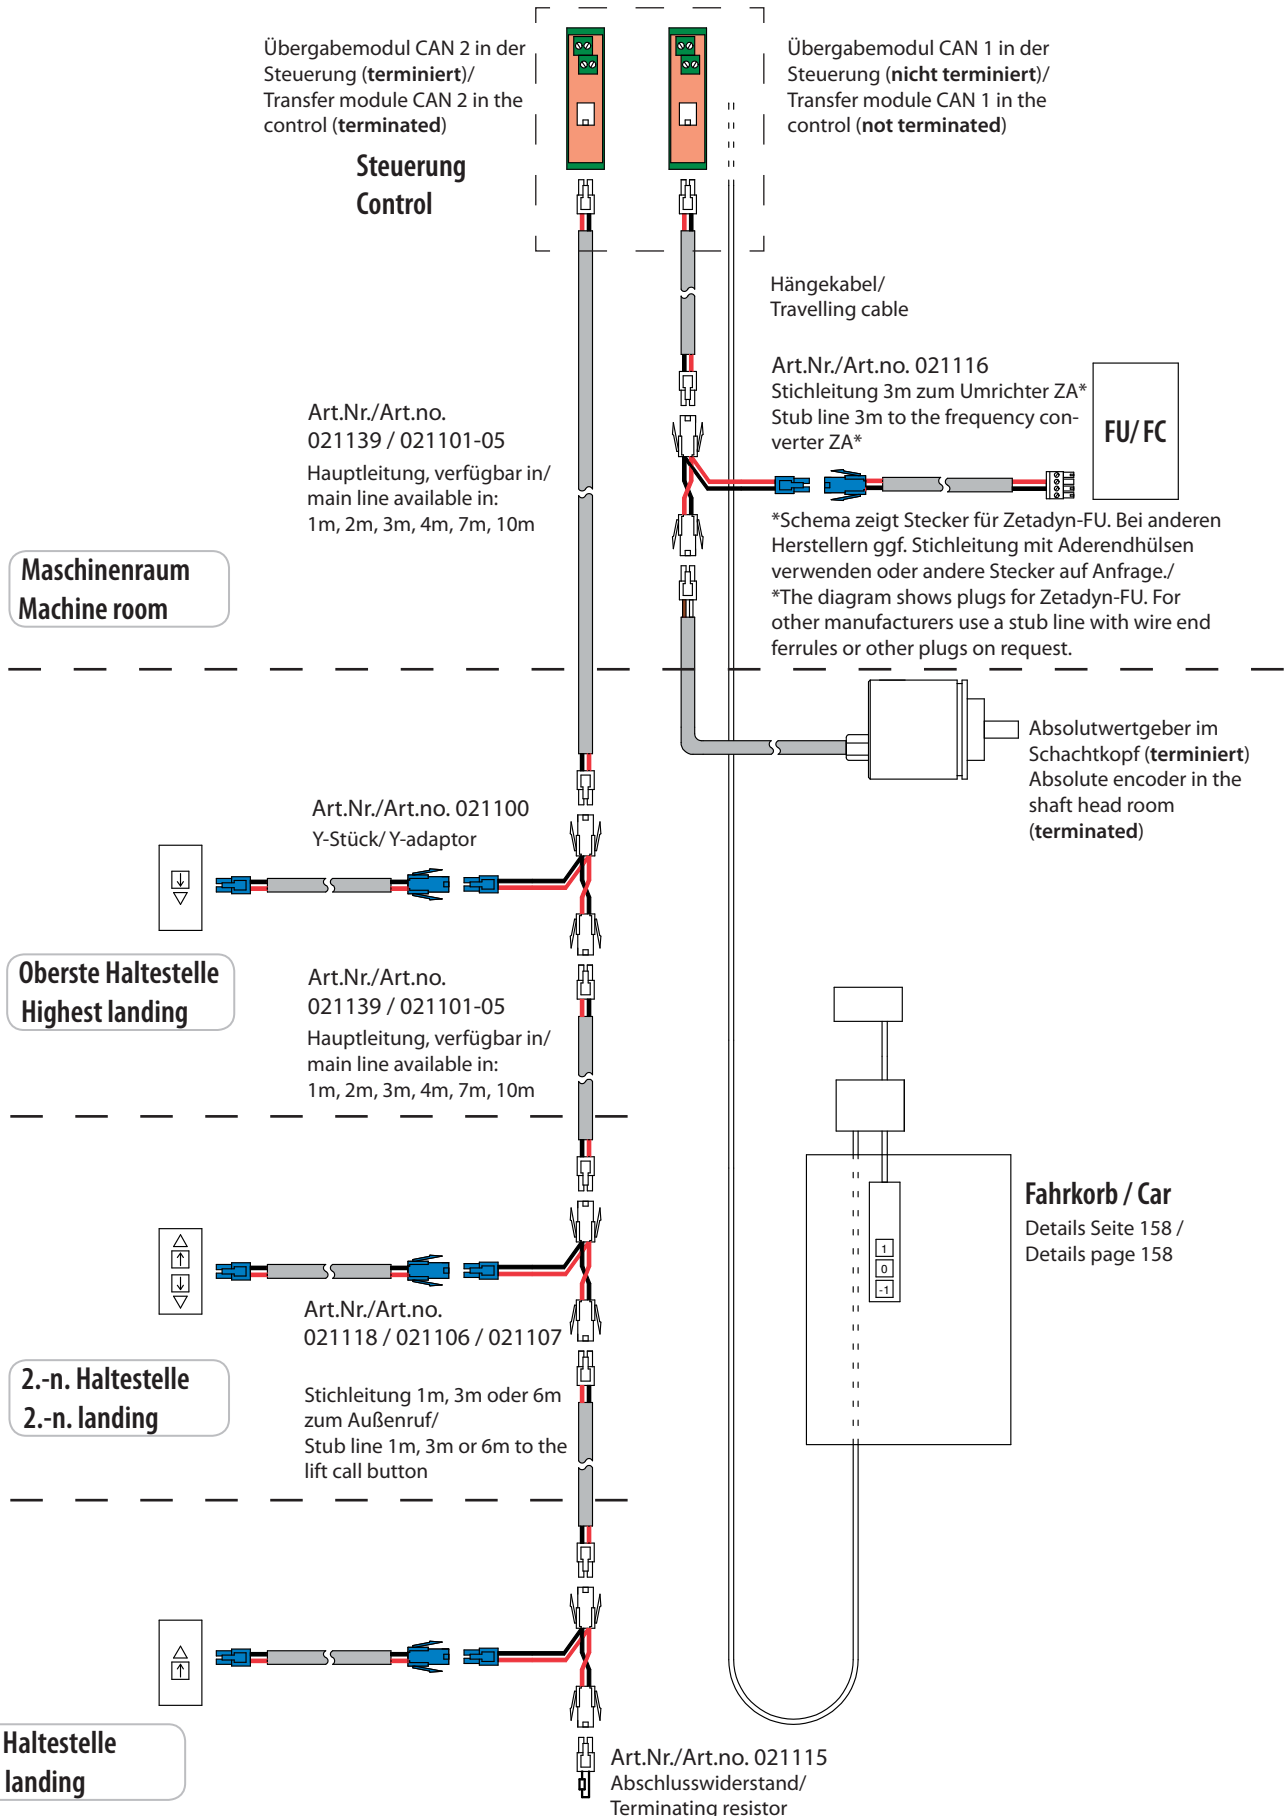 Übergabemodul CAN 2 in der
Steuerung (terminiert)/
Transfer module CAN 2 in the
control (terminated)
Übergabemodul CAN 1 in der
Steuerung (nicht terminiert)/
Transfer module CAN 1 in the
control (not terminated)
Steuerung
Control
Hängekabel/
Travelling cable
Art.Nr./Art.no. 021116
Stichleitung 3m zum Umrichter ZA*
Stub line 3m to the frequency con-
verter ZA*
FU/ FC
Art.Nr./Art.no.
021139 / 021101-05
Hauptleitung, verfügbar in/
main line available in:
1m, 2m, 3m, 4m, 7m, 10m
*Schema zeigt Stecker für Zetadyn-FU. Bei anderen
Herstellern ggf. Stichleitung mit Aderendhülsen
verwenden oder andere Stecker auf Anfrage./
*The diagram shows plugs for Zetadyn-FU. For
other manufacturers use a stub line with wire end
ferrules or other plugs on request.
Maschinenraum
Machine room
Absolutwertgeber im
Schachtkopf (terminiert)
Absolute encoder in the
shaft head room
(terminated)
Art.Nr./Art.no. 021100
Y-Stück/ Y-adaptor
Oberste Haltestelle
Highest landing
Art.Nr./Art.no.
021139 / 021101-05
Hauptleitung, verfügbar in/
main line available in:
1m, 2m, 3m, 4m, 7m, 10m
Fahrkorb / Car
Details Seite 158 /
Details page 158
1
0
-1
Art.Nr./Art.no.
021118 / 021106 / 021107
2.-n. Haltestelle
2.-n. landing
Stichleitung 1m, 3m oder 6m
zum Außenruf/
Stub line 1m, 3m or 6m to the
lift call button
Haltestelle
landing
Art.Nr./Art.no. 021115
Abschlusswiderstand/
Terminating resistor